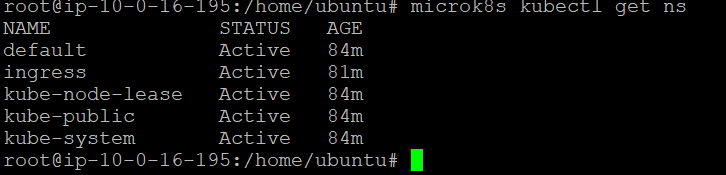 root@ip-10-0-16-195:/home/ubuntu# microk8s kubectl get ns
NAME              STATUS   AGE
default           Active   84m
ingress           Active   81m
kube-node-lease   Active   84m
kube-public       Active   84m
kube-system       Active   84m
root@ip-10-0-16-195:/home/ubuntu#